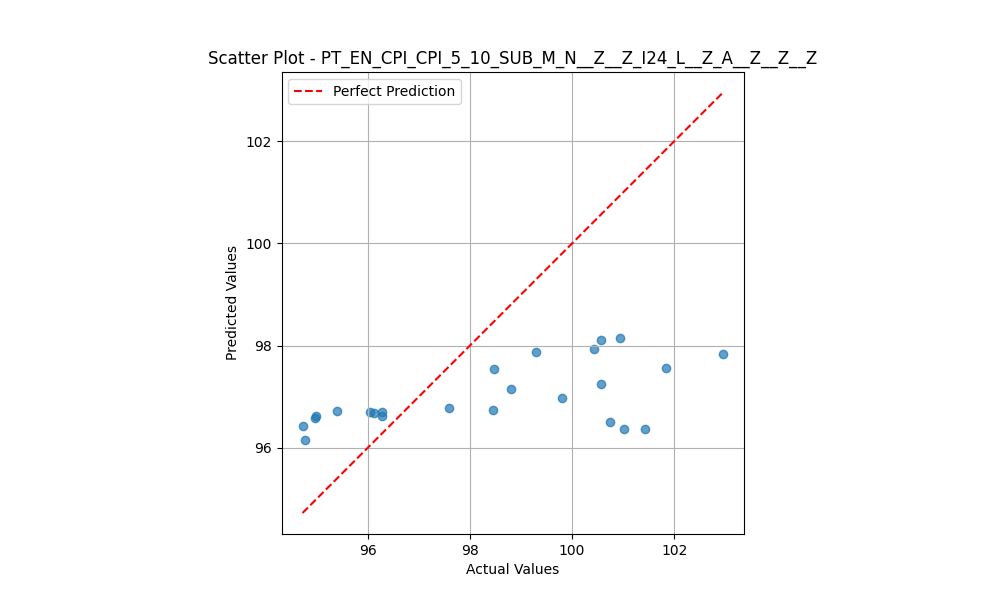 Scatter Plot - PT_EN_CPI_CPI_5_10_SUB_M_N__Z__Z_I24_L__Z_A__Z__Z__Z
Perfect Prediction
102
100
98
96
Predicted Values
96 98 100 102
Actual Values